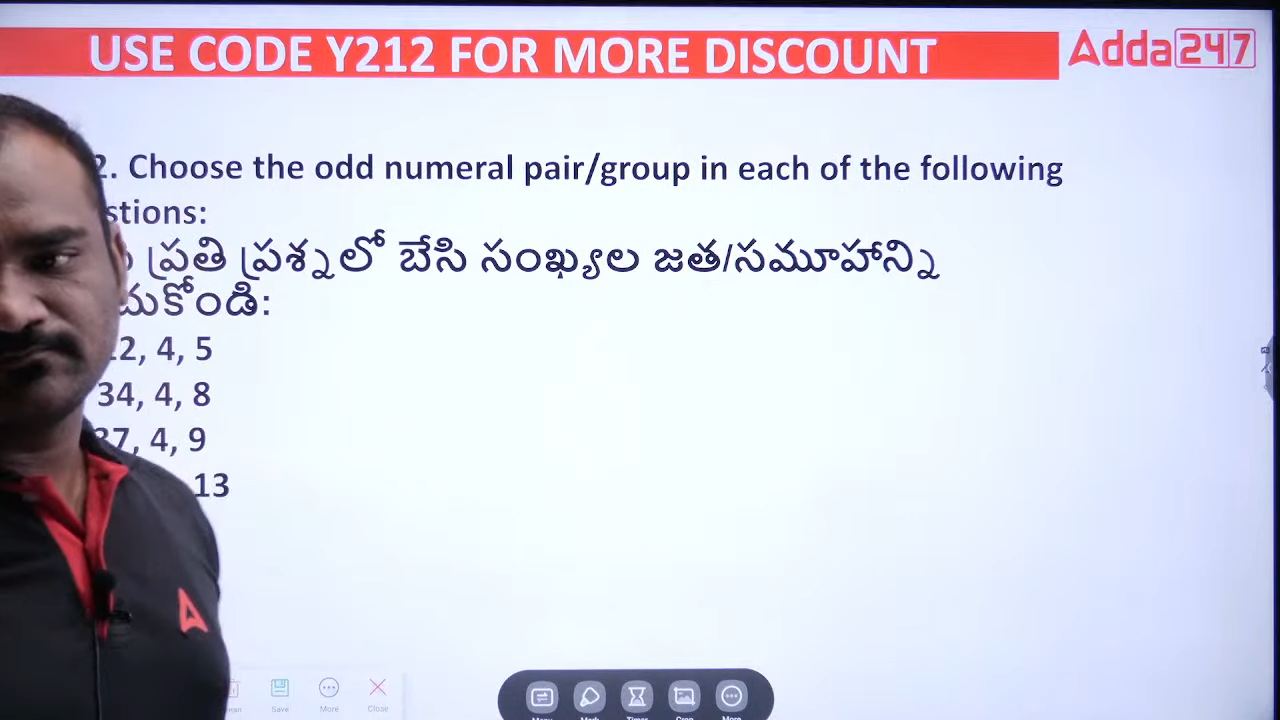 USE CODE Y212 FOR MORE DISCOUNT
Adda247
2. Choose the odd numeral pair/group in each of the following
stions:
ప్రతి ప్రశ్నలో బేసి సంఖ్యల జత/సమూహాన్ని
చుకోండి:
12, 4, 5
34, 4, 8
37, 4, 9
13
Save
More
Close
More